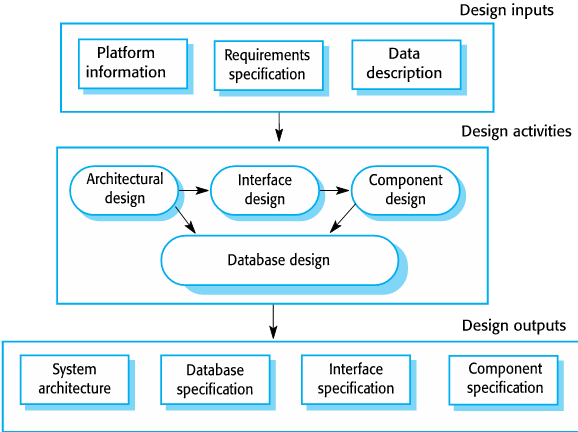 Design inputs
Platform
information
Requirements
specification
Data
description
Design activities
Architectural
design
Interface
design
Component
design
Database design
Design outputs
System
architecture
Database
specification
Interface
specification
Component
specification